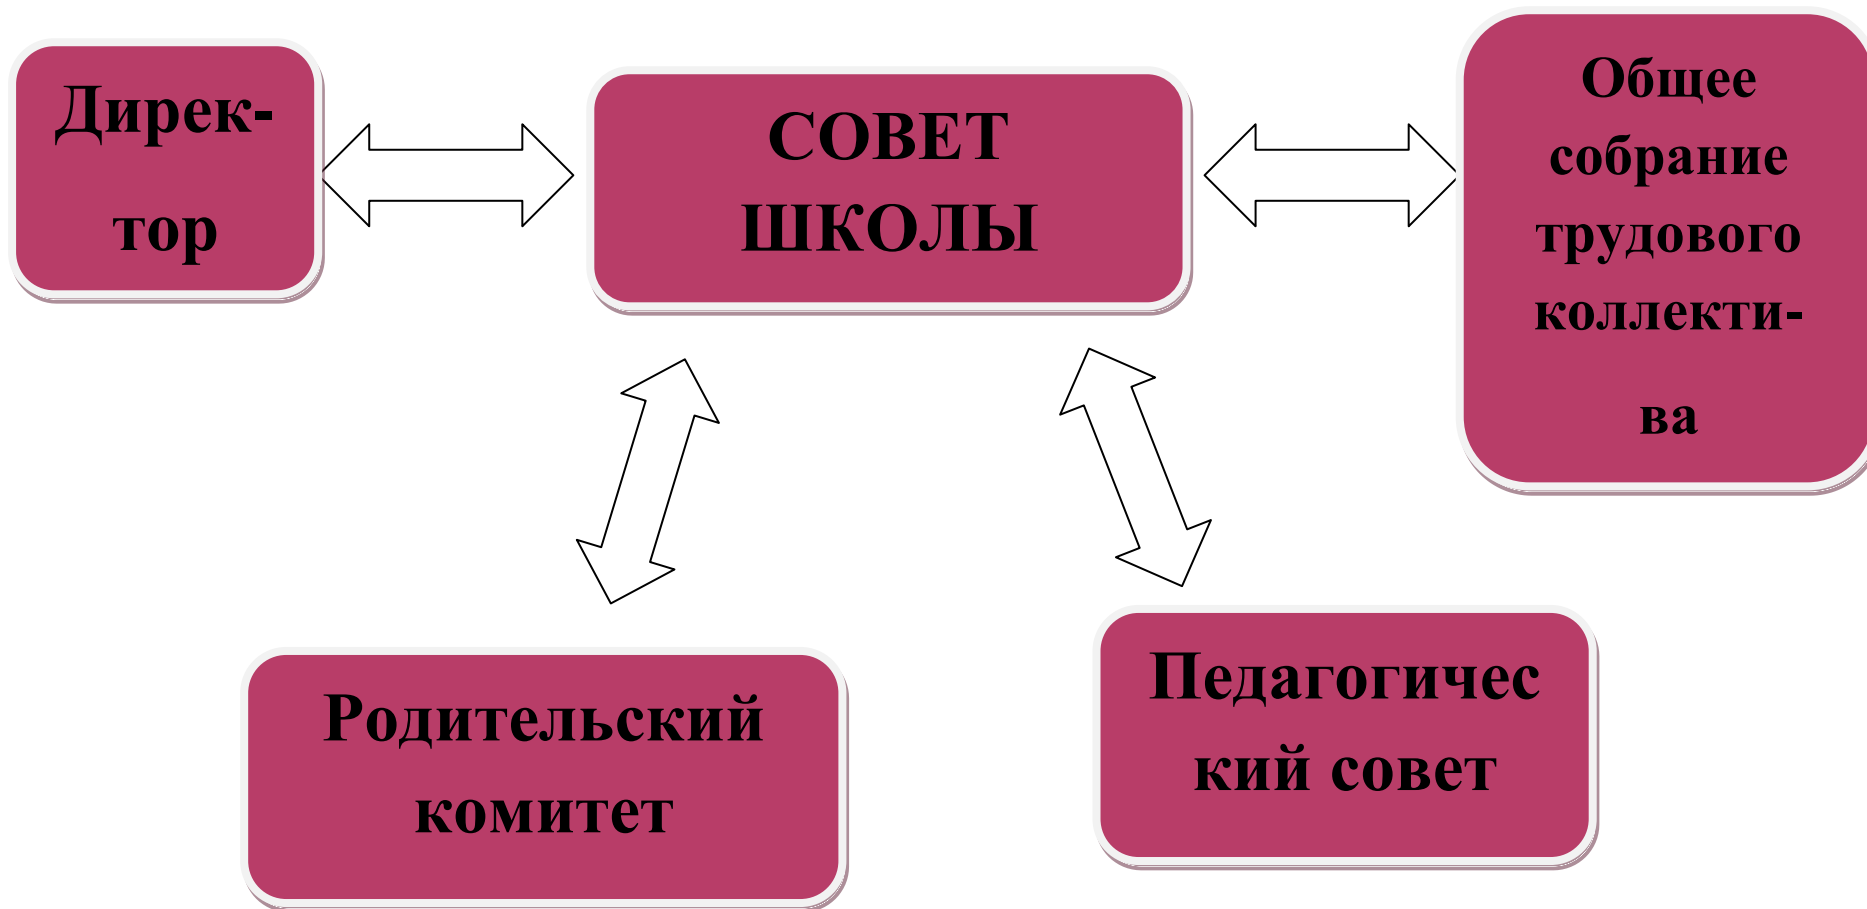 Дирек-
тор
СОВЕТ
ШКОЛЫ
Общее
собрание
трудового
коллекти-
ва
Родительский
комитет
Педагогичес
кий совет